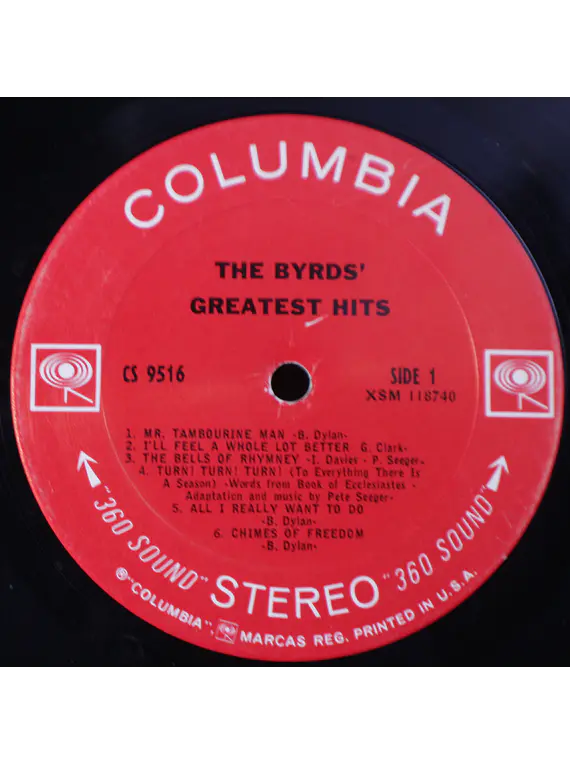 COLUMBIA
THE BYRDS'
GREATEST HITS
CS 9516
SIDE 1
XSM 118740
1. MR. TAMBOURINE MAN -B. Dylan-
2. I'LL FEEL A WHOLE LOT BETTER G. Clark-
3. THE BELLS OF RHYMNEY -I. Davies - P. Seeger-
4. TURN! TURN! TURN! (To Everything There Is
A Season) -Words from Book of Ecclesiastes -
Adaptation and music by Pete Seeger-
5. ALL I REALLY WANT TO DO
-B. Dylan-
6. CHIMES OF FREEDOM
-B. Dylan-
"360 SOUND" STEREO "360 SOUND"
® "COLUMBIA", MARCAS REG. PRINTED IN U.S.A.